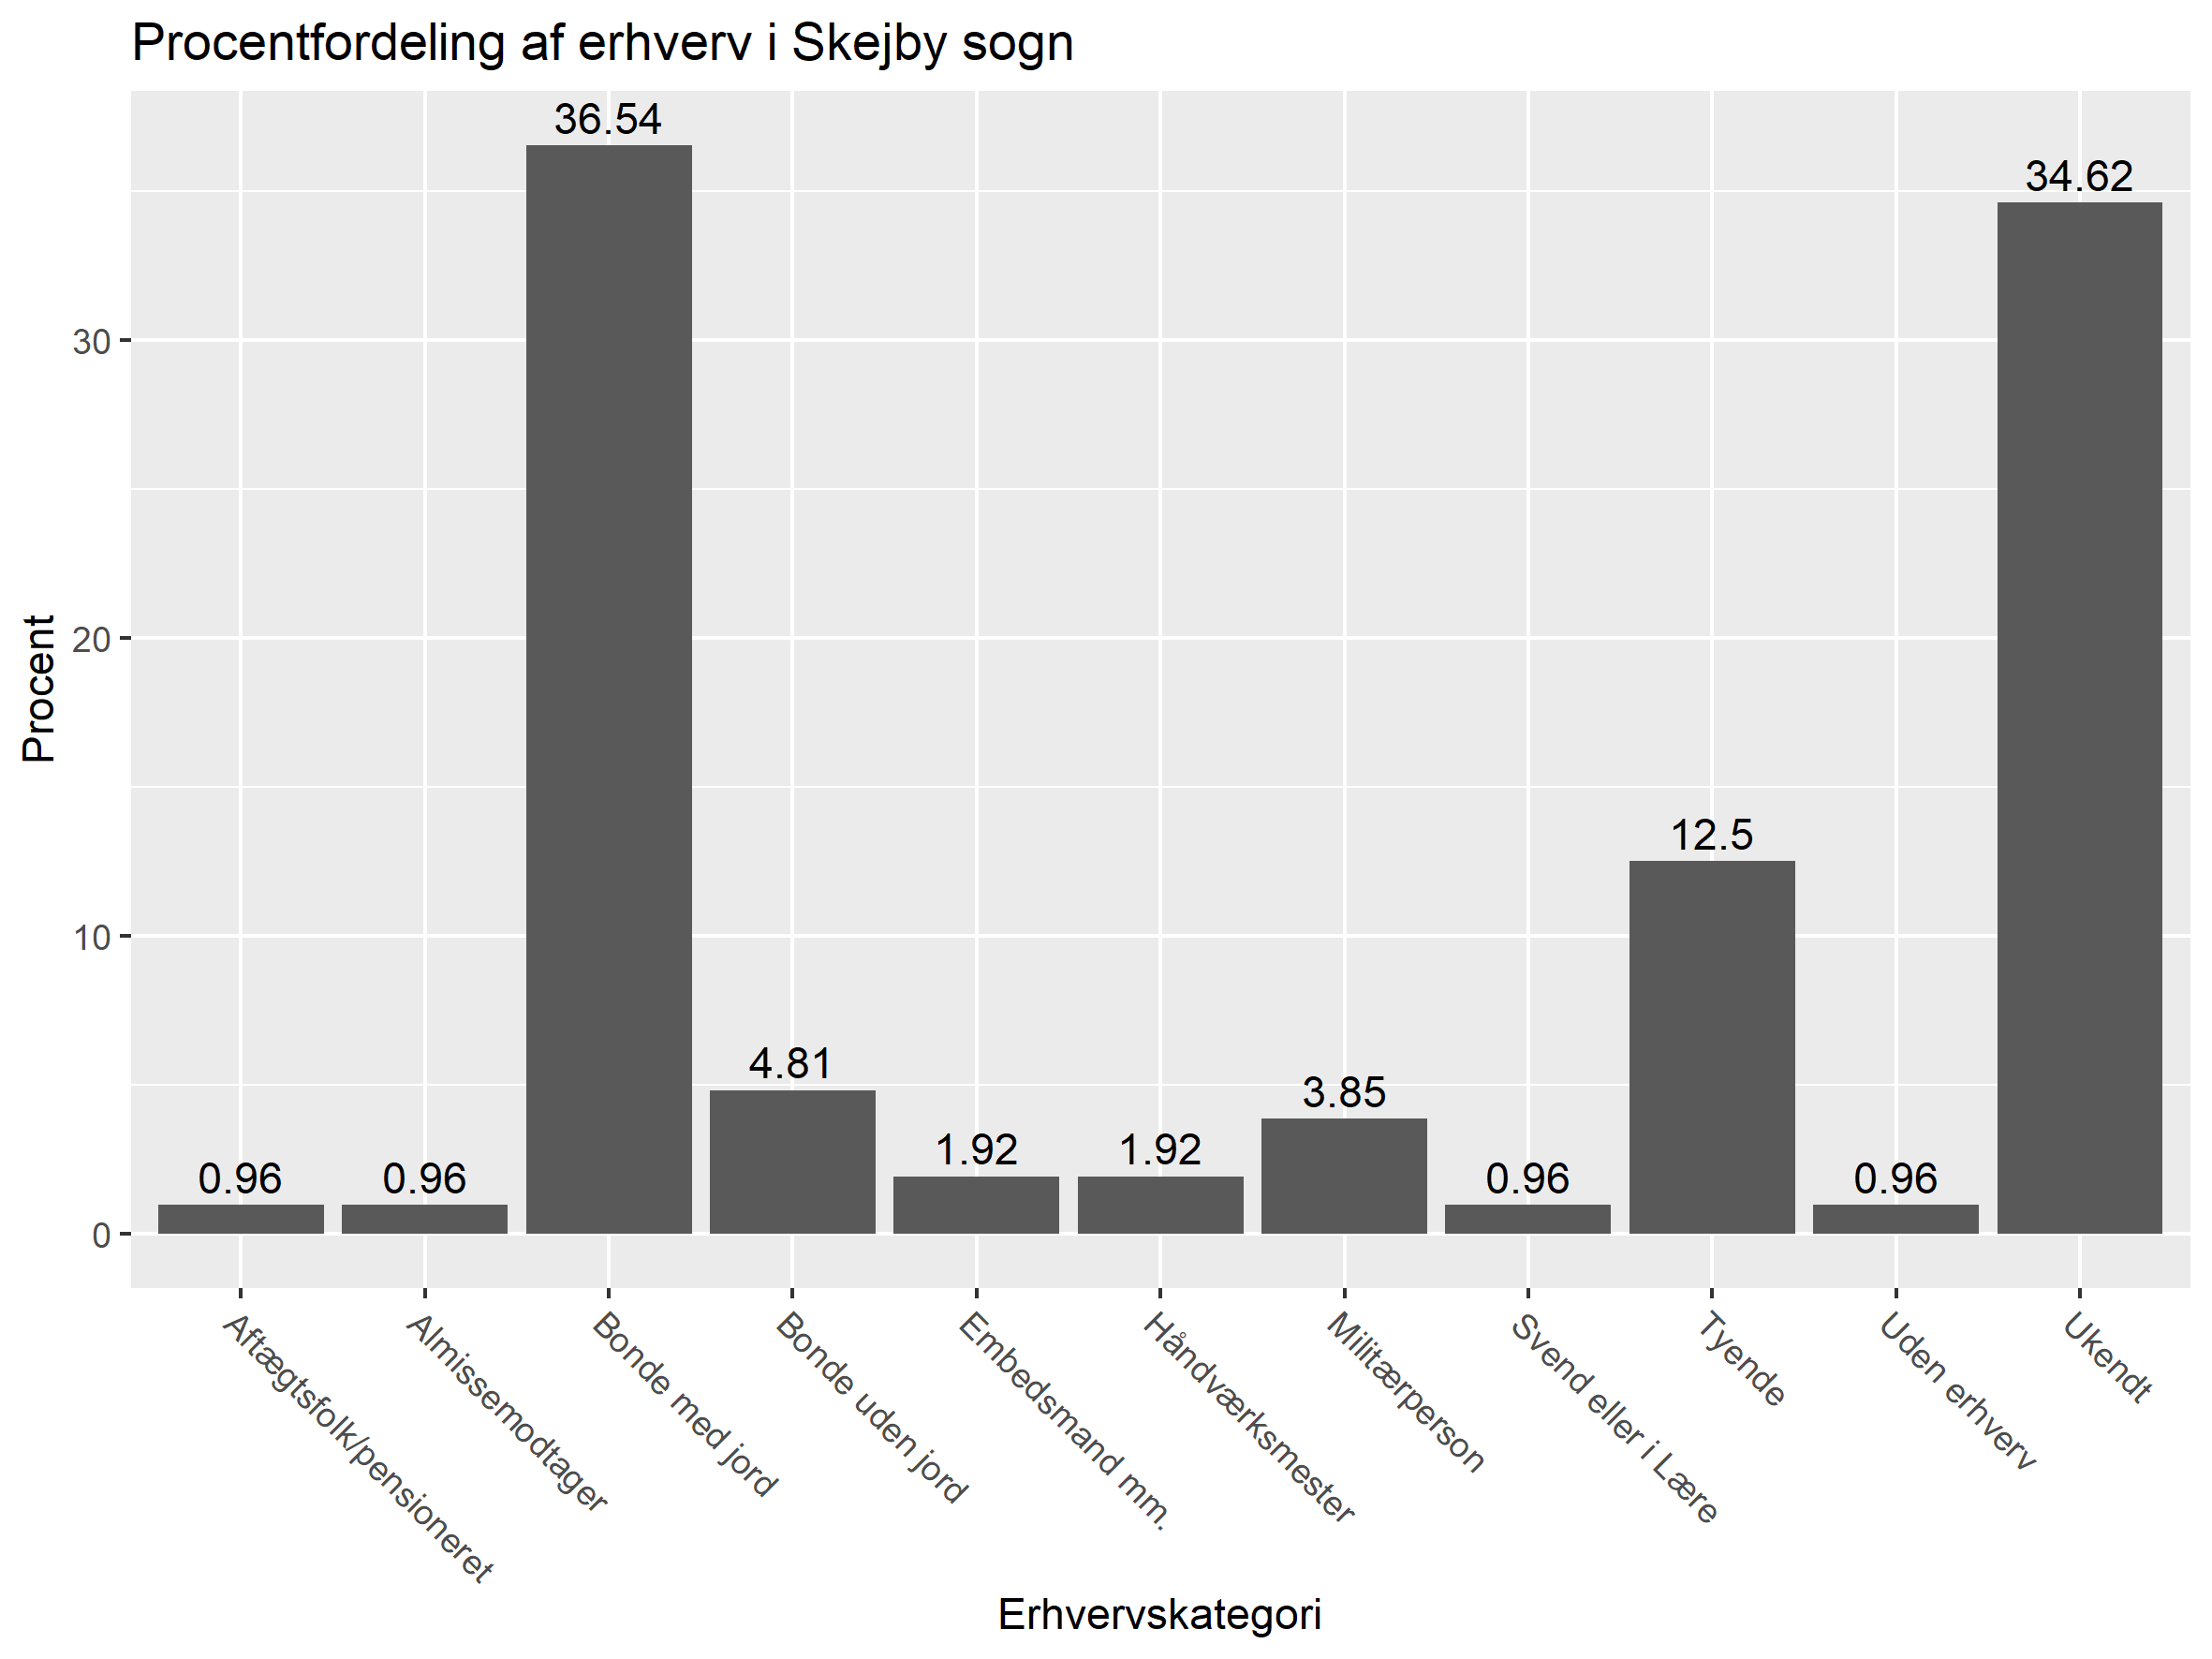 Procentfordeling af erhverv i Skejby sogn
36.54
34.62
12.5
4.81
3.85
1.92
1.92
0.96
0.96
0.96
0.96
30
20
10
0
Procent
Aftægtsfolk/pensioneret
Almissemodtager
Bonde med jord
Bonde uden jord
Embedsmand mm.
Håndværksmester
Militærperson
Svend eller i Lære
Tyende
Uden erhverv
Ukendt
Erhvervskategori